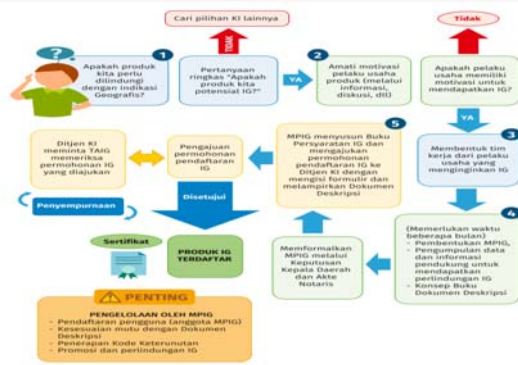 Cari pilihan KI lainnya
Tidak
TIDAK
?
1
Apakah produk
kita perlu
dilindungi
dengan indikasi
Geografis?
Pertanyaan
ringkas "Apakah
produk kita
potensial IG?"
YA
2
Amati motivasi
pelaku usaha
produk (melalui
informasi,
diskusi, dll)
Apakah pelaku
usaha memiliki
motivasi untuk
mendapatkan IG?
YA
3
Membentuk tim
kerja dari pelaku
usaha yang
menginginkan IG
4
(Memerlukan waktu
beberapa bulan)
- Pembentukan MPIG,
- Pengumpulan data
dan informasi
pendukung untuk
mendapatkan
perlindungan IG
- Konsep Buku
Dokumen Deskripsi
Memformalkan
MPIG melalui
Keputusan
Kepala Daerah
dan Akte
Notaris
5
MPIG menyusun Buku
Persyaratan IG dan
mengajukan
permohonan
pendaftaran IG ke
Ditjen KI dengan
mengisi formulir dan
melampirkan Dokumen
Deskripsi
Pengajuan
permohonan
pendaftaran
IG
Ditjen KI
meminta TAIG
memeriksa
permohonan IG
yang diajukan
Penyempurnaan
Disetujui
Sertifikat
PRODUK IG
TERDAFTAR
PENTING
PENGELOLAAN OLEH MPIG
- Pendaftaran pengguna (anggota MPIG)
- Kesesuaian mutu dengan Dokumen
Deskripsi
- Penerapan Kode Keterunutan
- Promosi dan perlindungan IG